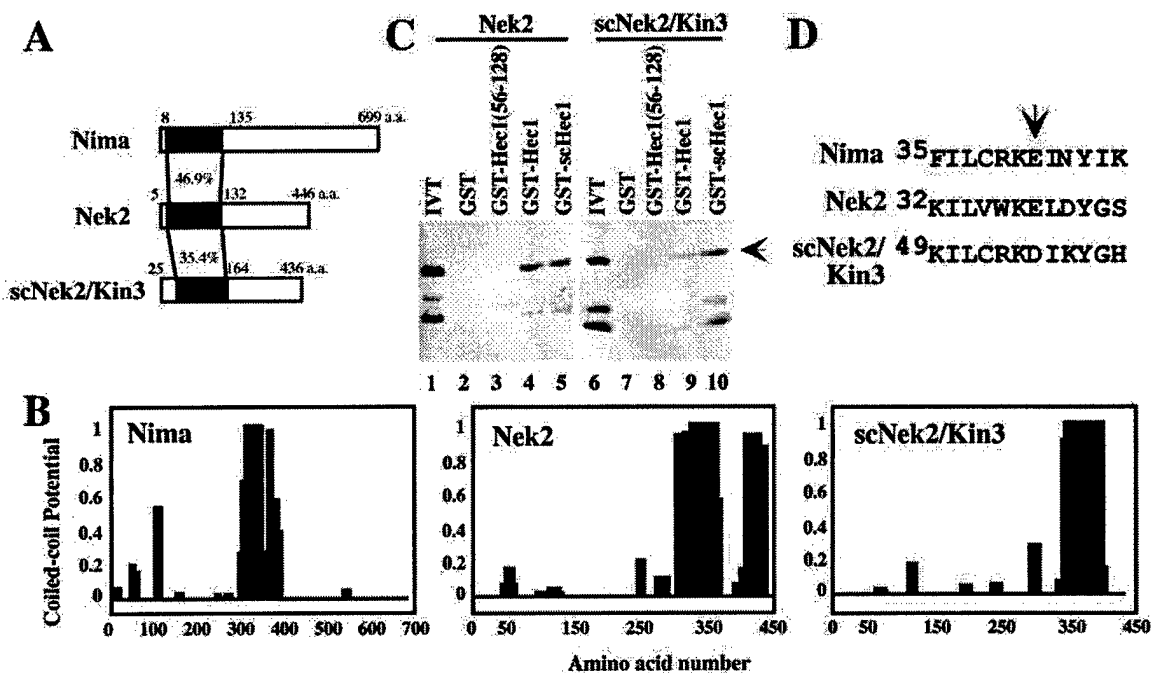 A
8 135 699 a.a.
Nima
46.9%
5 132 446 a.a.
Nek2
35.4%
25 164 436 a.a.
scNek2/Kin3
C
Nek2 scNek2/Kin3
IVT GST GST-Hec1(56-128) GST-Hec1 GST-scHec1 IVT GST GST-Hec1(56-128) GST-Hec1 GST-scHec1
1 2 3 4 5 6 7 8 9 10
D
Nima 35FILCRKEINYIK
Nek2 32KILVWKELDYGS
scNek2/ 49KILCRKDIKYGH
Kin3
B
Coiled-coil Potential
Nima
1
0.8
0.6
0.4
0.2
0
0 100 200 300 400 500 600 700
Nek2
1
0.8
0.6
0.4
0.2
0
0 150 250 350 450
scNek2/Kin3
1
0.8
0.6
0.4
0.2
0
0 150 250 350 450
Amino acid number